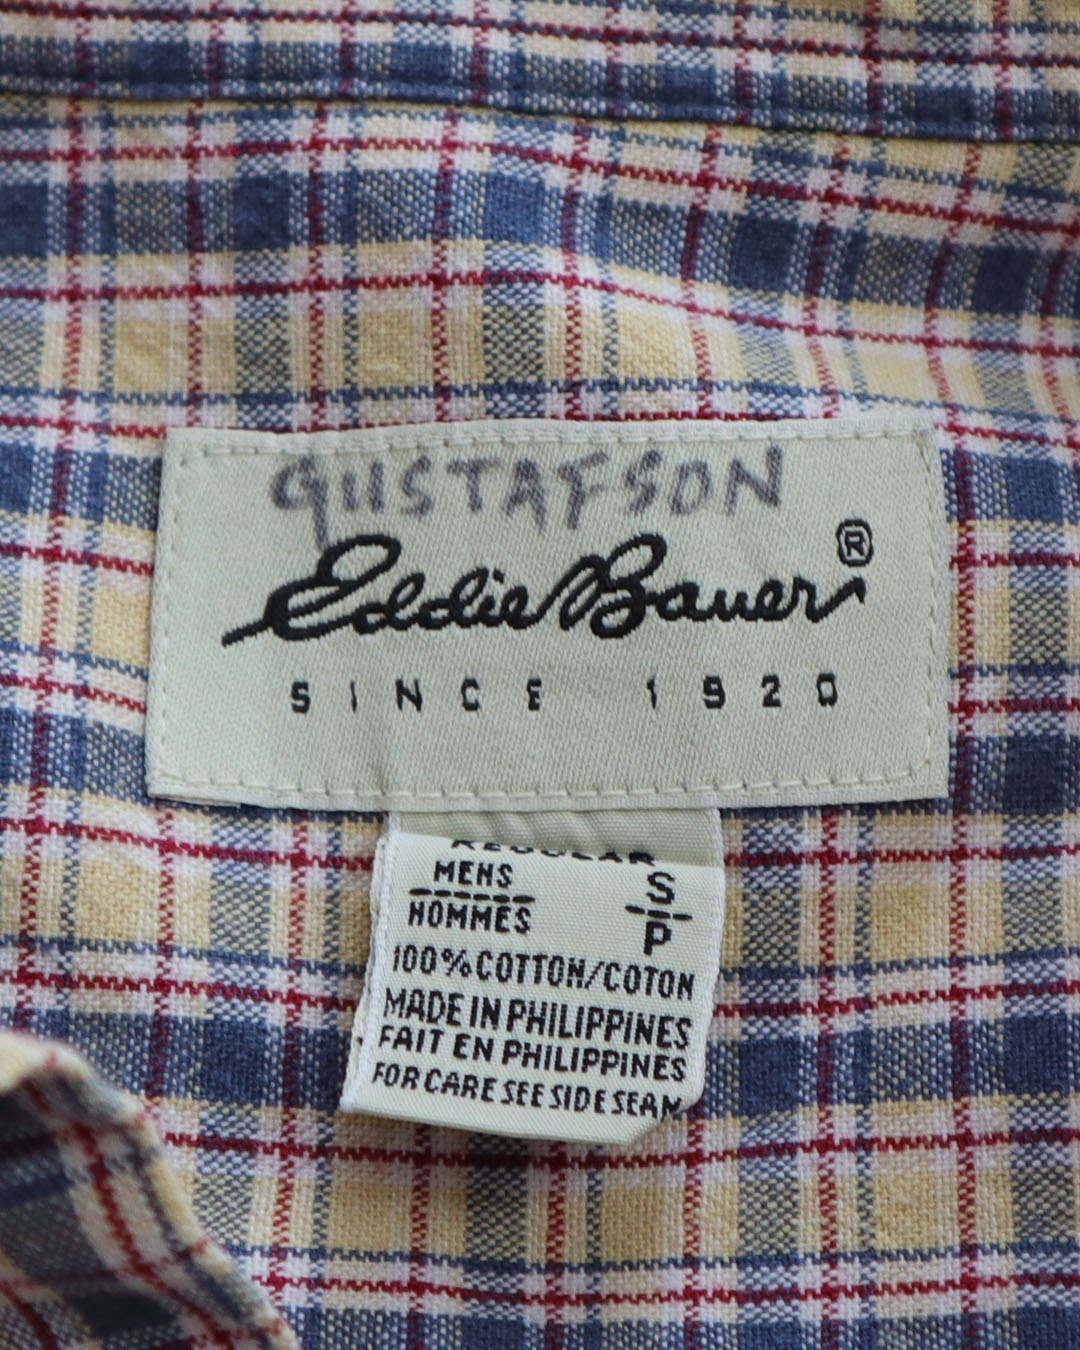 GUSTAFSON
Eddie Bauer®
SINCE 1920
REGULAR
MENS S
HOMMES P
100% COTTON/COTON
MADE IN PHILIPPINES
FAIT EN PHILIPPINES
FOR CARE SEE SIDE SEAM